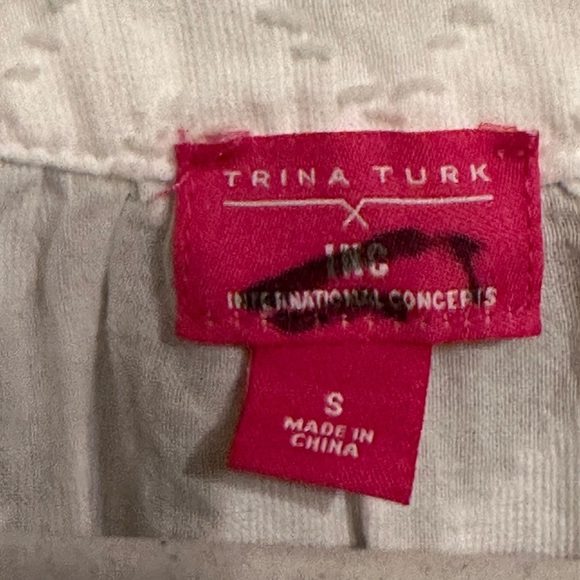 TRINA TURK
X
INC
INTERNATIONAL CONCEPTS
S
MADE IN
CHINA